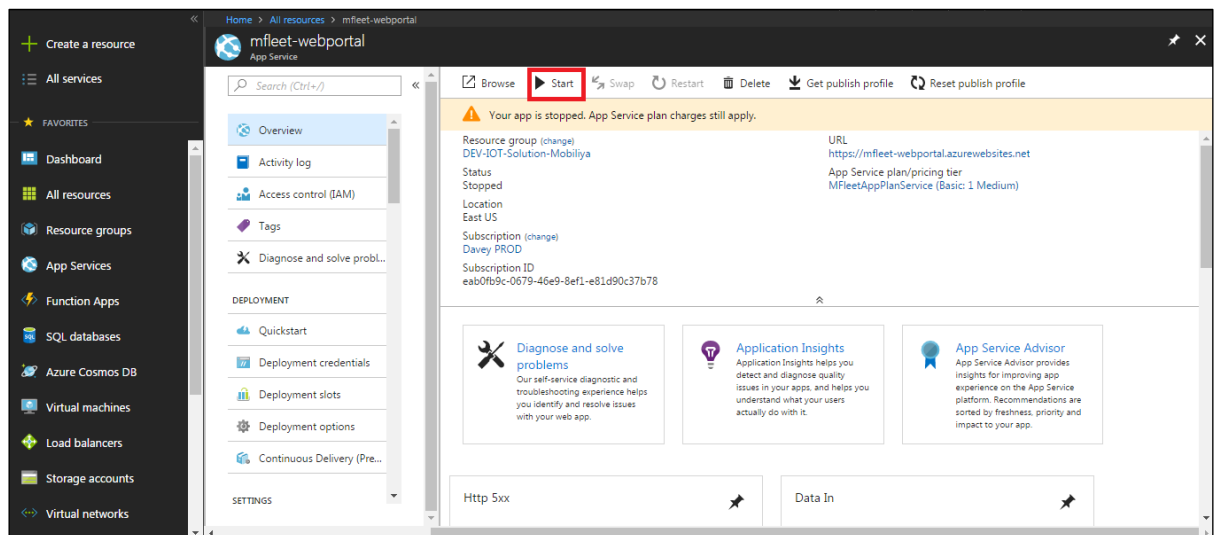 Home > All resources > mfleet-webportal
Create a resource
All services
FAVORITES
Dashboard
All resources
Resource groups
App Services
Function Apps
SQL databases
Azure Cosmos DB
Virtual machines
Load balancers
Storage accounts
Virtual networks
mfleet-webportal
App Service
Search (Ctrl+/)
Overview
Activity log
Access control (IAM)
Tags
Diagnose and solve probl...
DEPLOYMENT
Quickstart
Deployment credentials
Deployment slots
Deployment options
Continuous Delivery (Pre...
SETTINGS
Browse Start Swap Restart Delete Get publish profile Reset publish profile
Your app is stopped. App Service plan charges still apply.
Resource group (change)
DEV-IOT-Solution-Mobiliya
Status
Stopped
Location
East US
Subscription (change)
Davey PROD
Subscription ID
eab0fb9c-0679-46e9-8ef1-e81d90c37b78
URL
https://mfleet-webportal.azurewebsites.net
App Service plan/pricing tier
MFleetAppPlanService (Basic: 1 Medium)
Diagnose and solve
problems
Our self-service diagnostic and
troubleshooting experience helps
you identify and resolve issues
with your web app.
Application Insights
Application Insights helps you
detect and diagnose quality
issues in your apps, and helps you
understand what your users
actually do with it.
App Service Advisor
App Service Advisor provides
insights for improving app
experience on the App Service
platform. Recommendations are
sorted by freshness, priority and
impact to your app.
Http 5xx
Data In